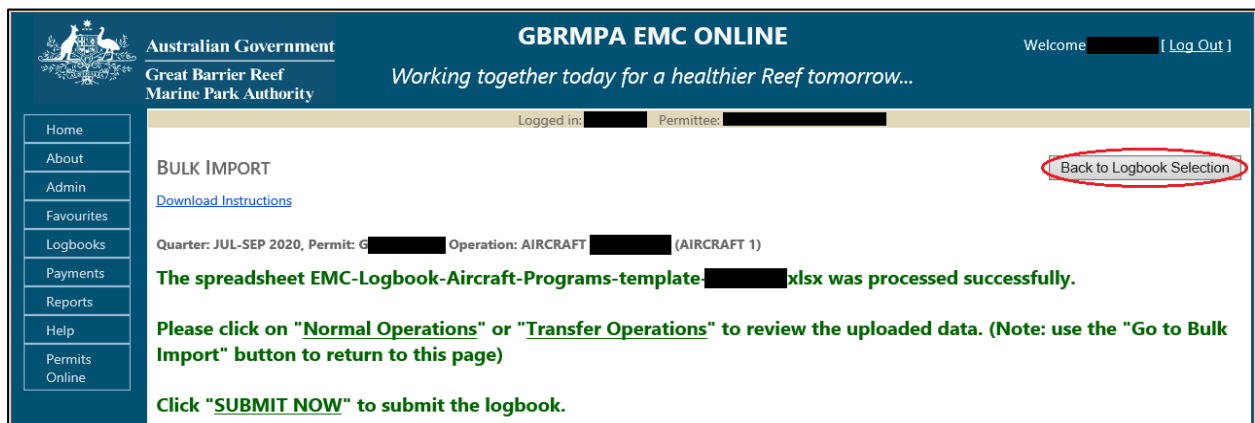 Australian Government
Great Barrier Reef
Marine Park Authority
GBRMPA EMC ONLINE
Working together today for a healthier Reef tomorrow...
Welcome [ Log Out ]
Logged in: Permittee:
Home
About
Admin
Favourites
Logbooks
Payments
Reports
Help
Permits
Online
BULK IMPORT
Back to Logbook Selection
Download Instructions
Quarter: JUL-SEP 2020, Permit: G Operation: AIRCRAFT (AIRCRAFT 1)
The spreadsheet EMC-Logbook-Aircraft-Programs-template- xlsx was processed successfully.
Please click on "Normal Operations" or "Transfer Operations" to review the uploaded data. (Note: use the "Go to Bulk
Import" button to return to this page)
Click "SUBMIT NOW" to submit the logbook.